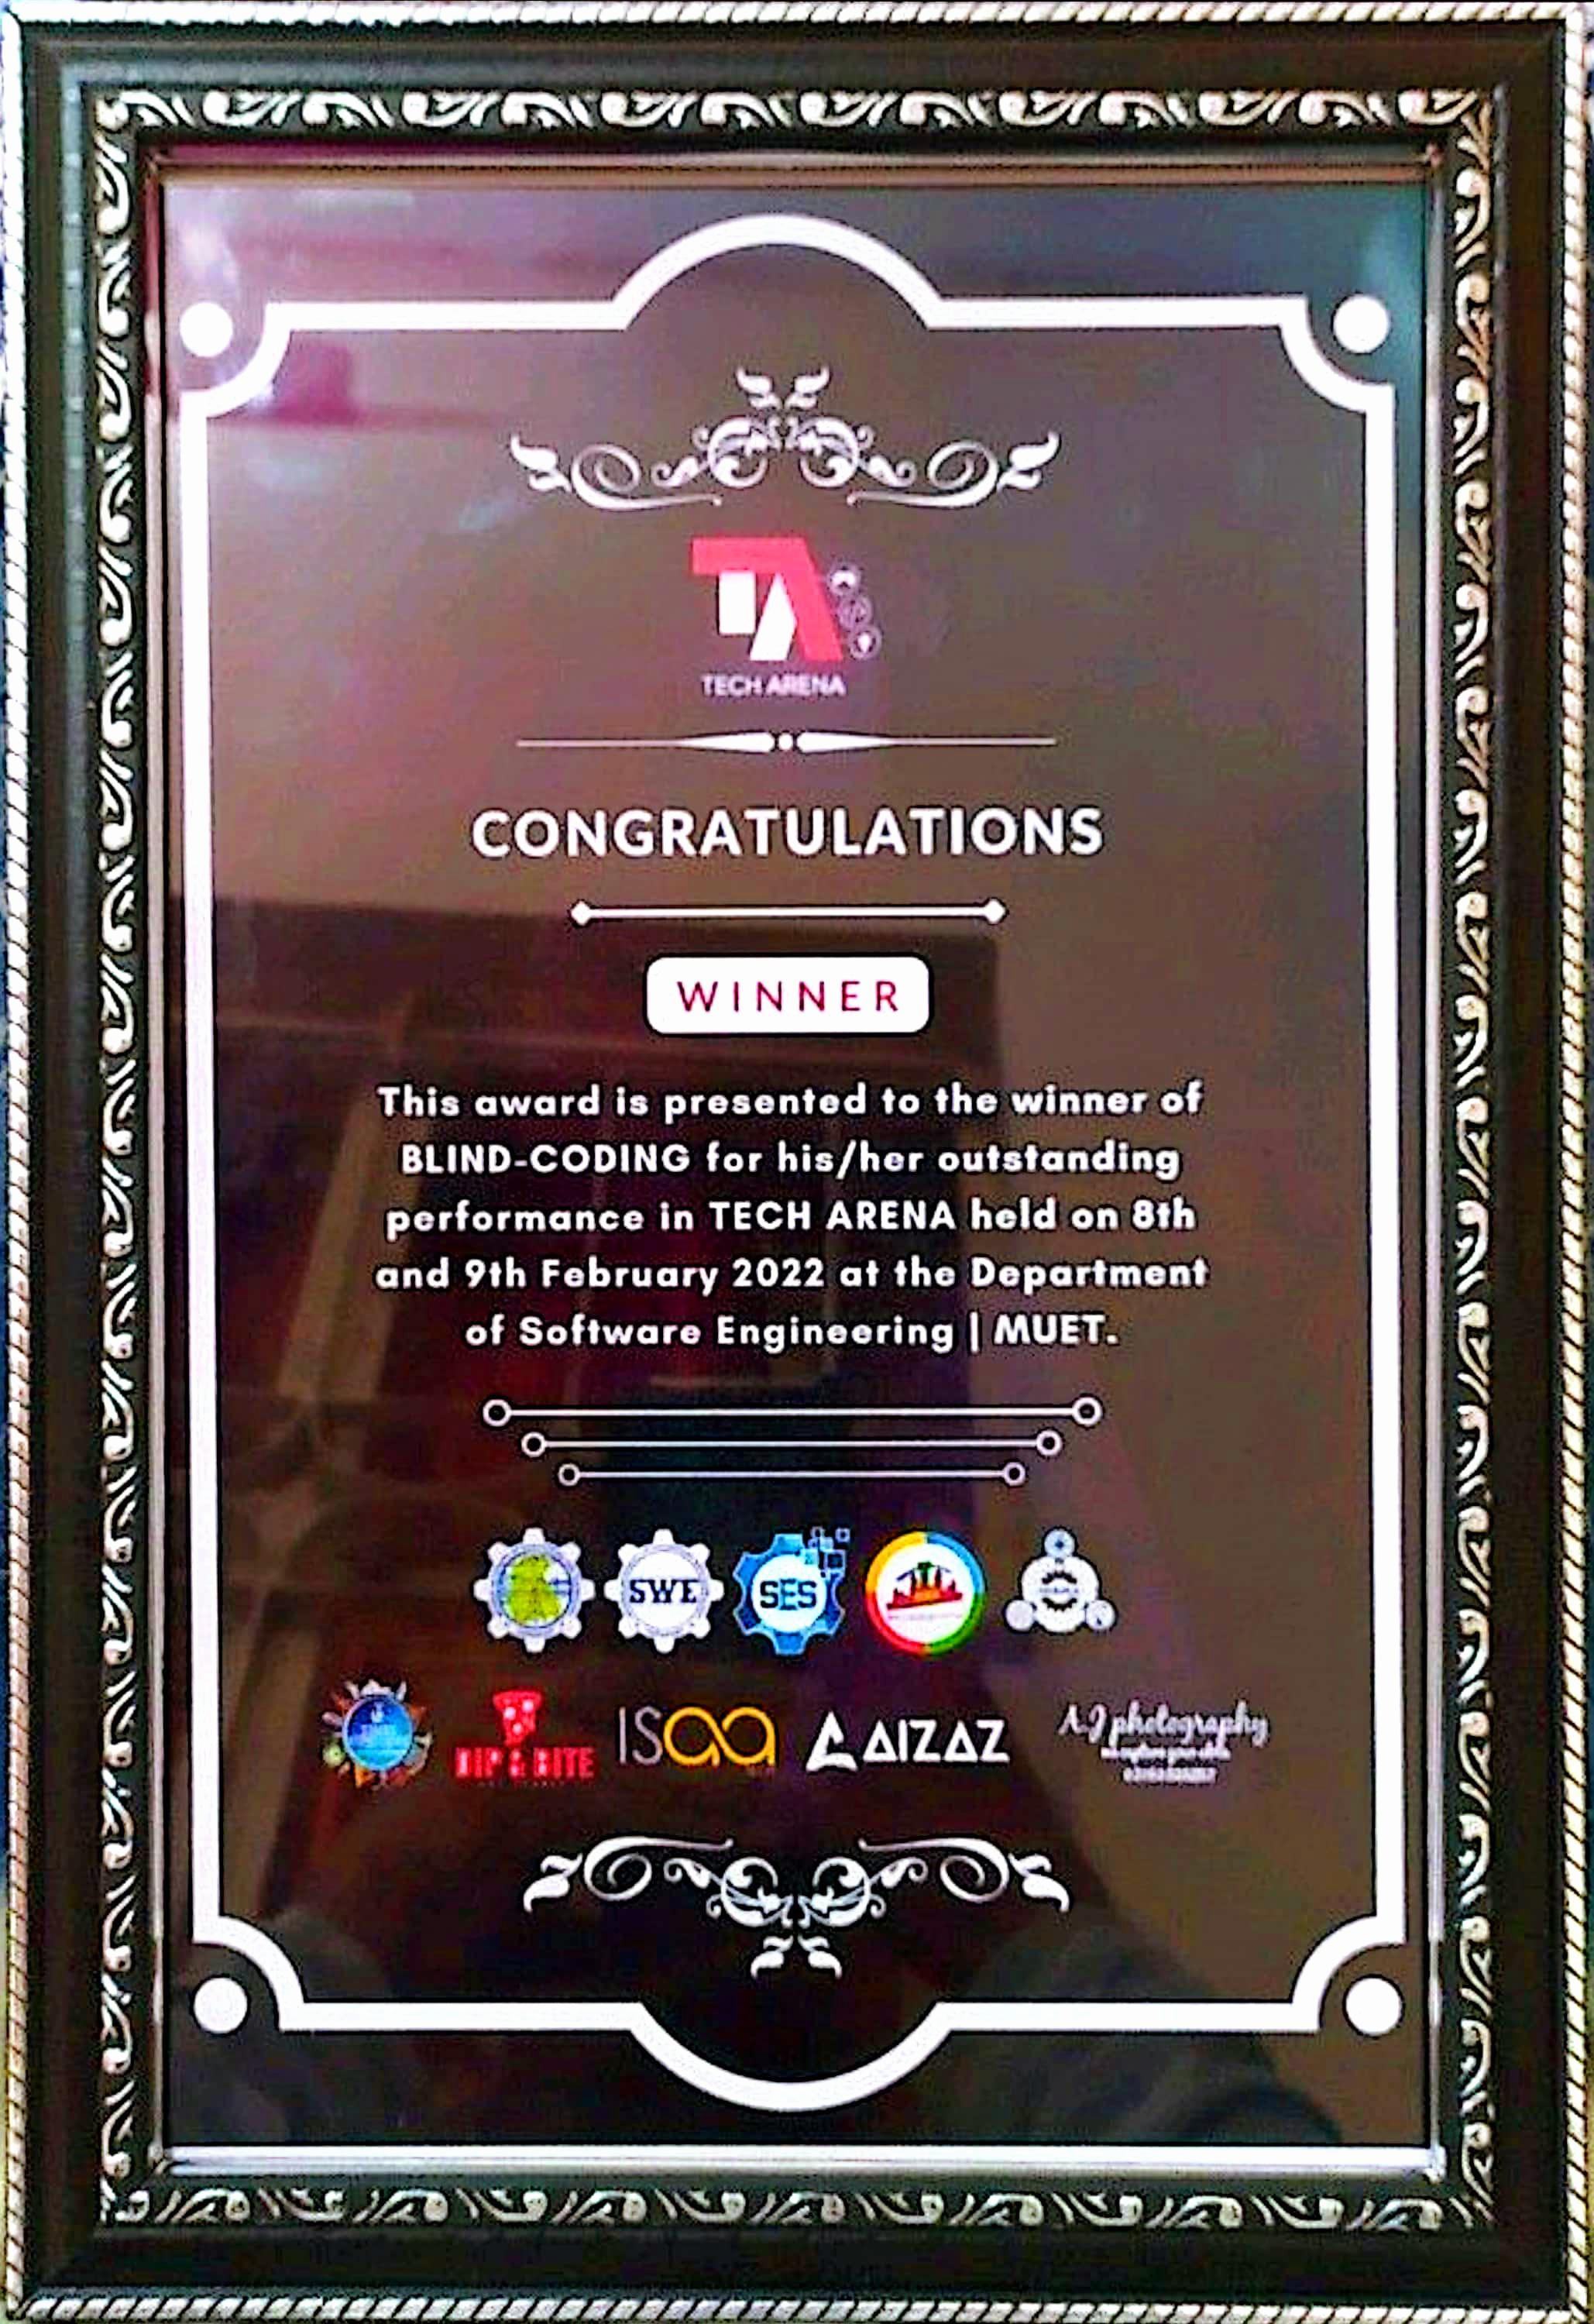 TECH ARENA
CONGRATULATIONS
WINNER
This award is presented to the winner of
BLIND-CODING for his/her outstanding
performance in TECH ARENA held on 8th
and 9th February 2022 at the Department
of Software Engineering | MUET.
SWE SES
DIP & BITE ISaa AIZAZ A.J photography